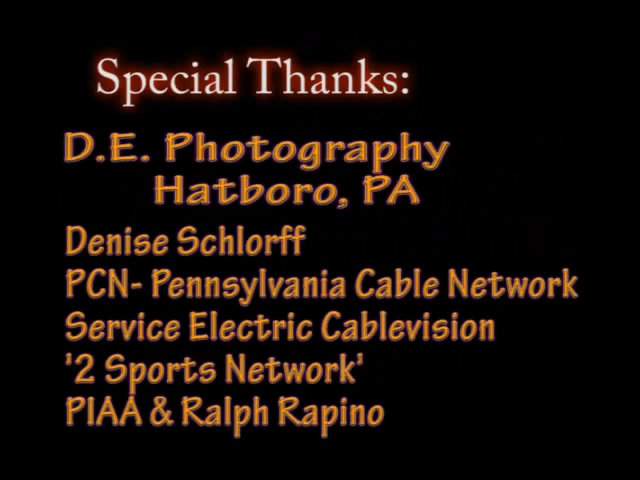 Special Thanks:
D.E. Photography
Hatboro, PA
Denise Schlorff
PCN- Pennsylvania Cable Network
Service Electric Cablevision
'2 Sports Network'
PIAA & Ralph Rapino